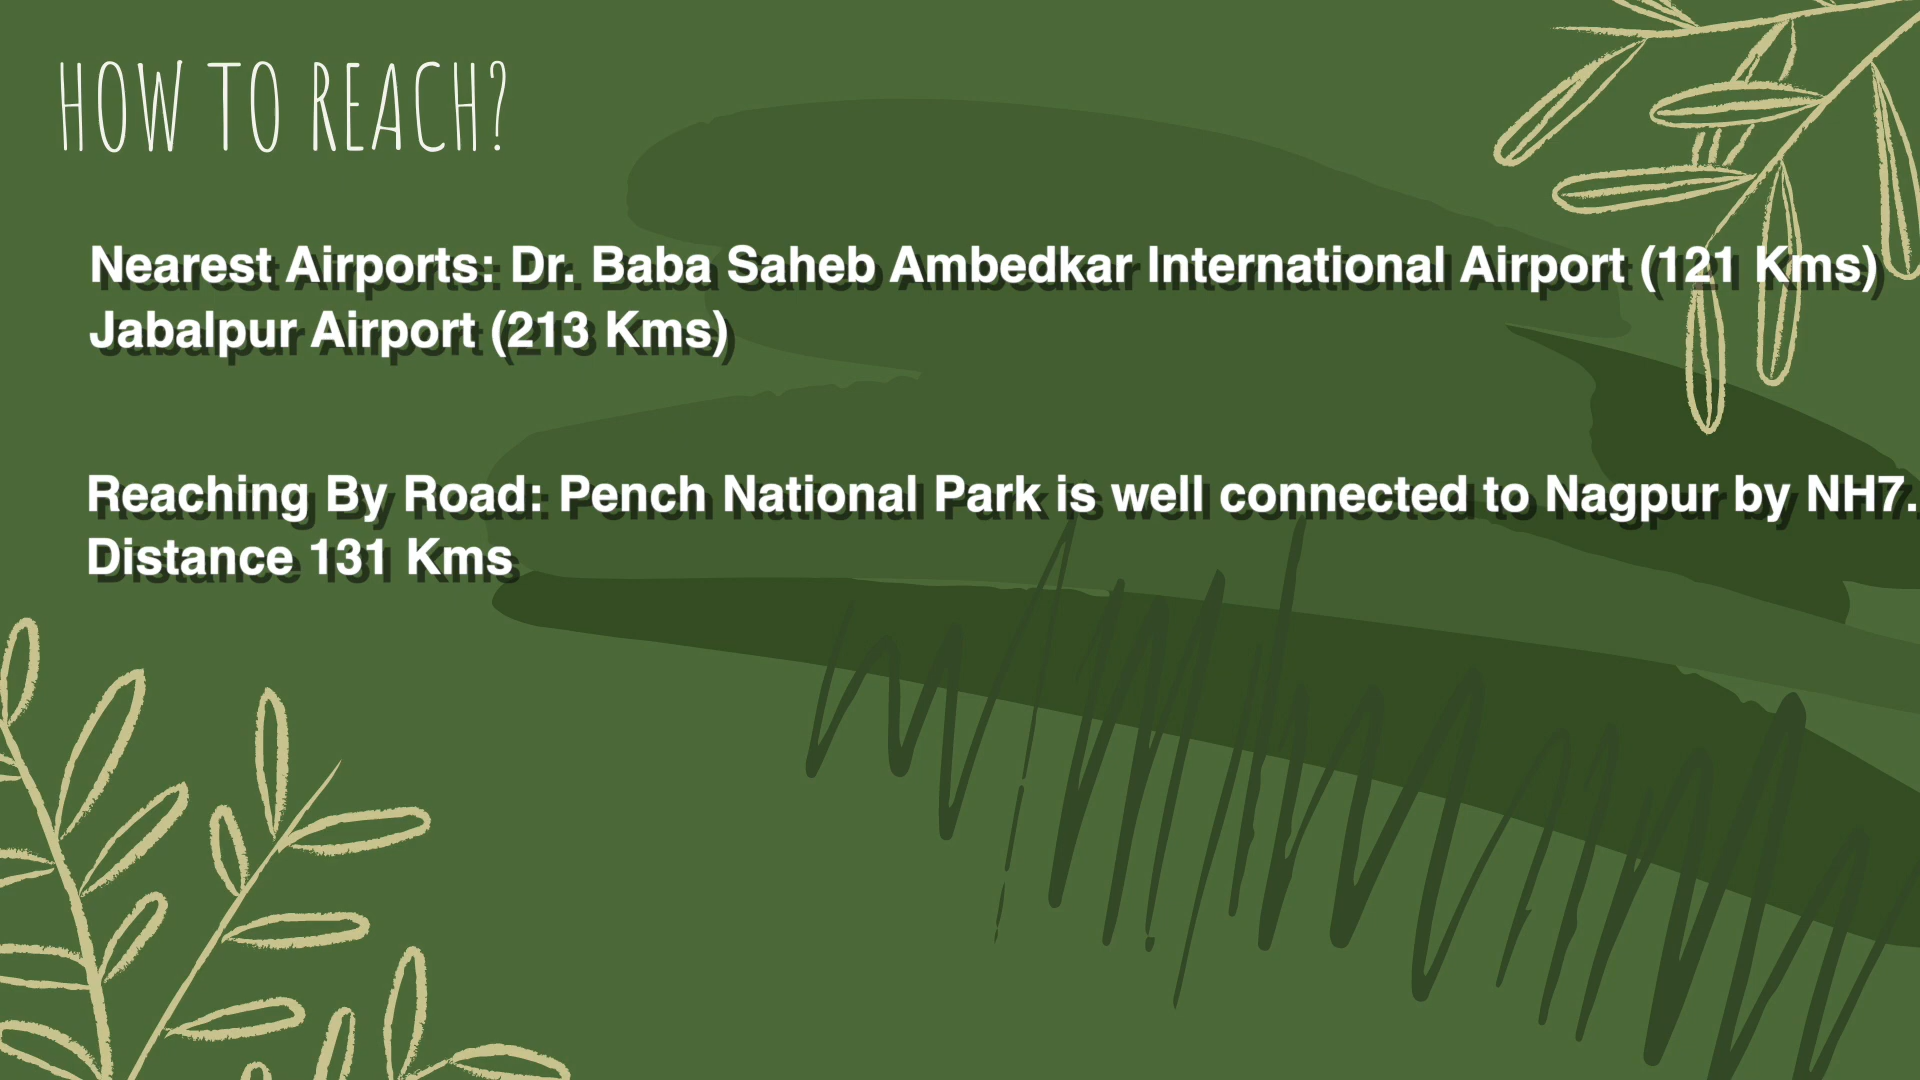 HOW TO REACH?
Nearest Airports: Dr. Baba Saheb Ambedkar International Airport (121 Kms)
Jabalpur Airport (213 Kms)
Reaching By Road: Pench National Park is well connected to Nagpur by NH7.
Distance 131 Kms